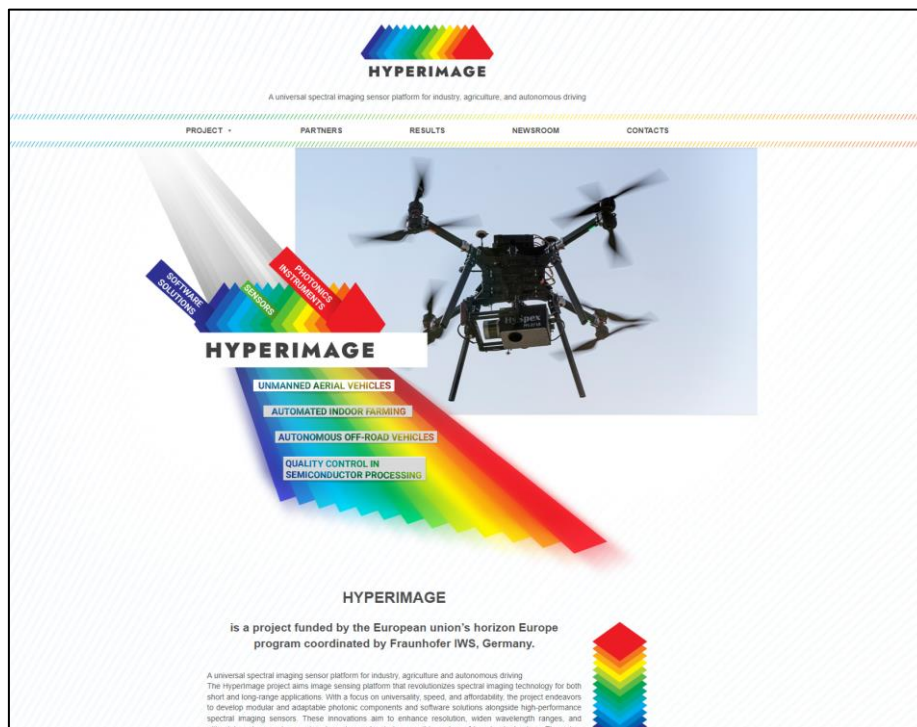 HYPERIMAGE
A universal spectral imaging sensor platform for industry, agriculture, and autonomous driving
PROJECT
PARTNERS
RESULTS
NEWSROOM
CONTACTS
SOFTWARE
SOLUTIONS
SENSORS
PHOTONICS
INSTRUMENTS
HySpex
HYPERIMAGE
UNMANNED AERIAL VEHICLES
AUTOMATED INDOOR FARMING
AUTONOMOUS OFF-ROAD VEHICLES
QUALITY CONTROL IN
SEMICONDUCTOR PROCESSING
HYPERIMAGE
is a project funded by the European union's horizon Europe
program coordinated by Fraunhofer IWS, Germany.
A universal spectral imaging sensor platform for industry, agriculture and autonomous driving
The Hyperimage project aims image sensing platform that revolutionizes spectral imaging technology for both
short and long-range applications. With a focus on universality, speed, and affordability, the project endeavors
to develop modular and adaptable photonic components and software solutions alongside high-performance
spectral imaging sensors. These innovations aim to enhance resolution, widen wavelength ranges, and